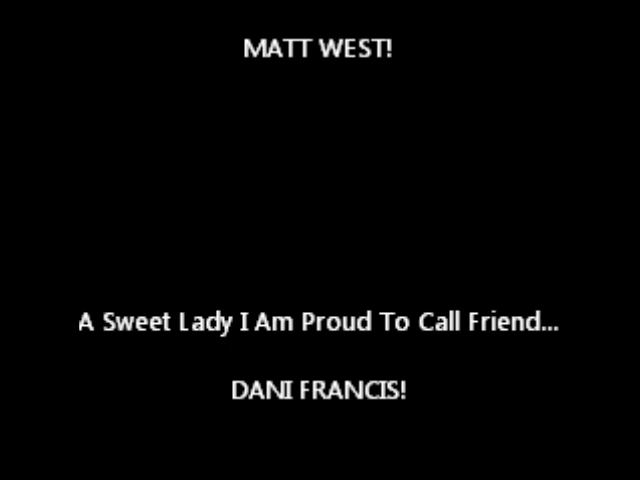 MATT WEST!
A Sweet Lady I Am Proud To Call Friend...
DANI FRANCIS!